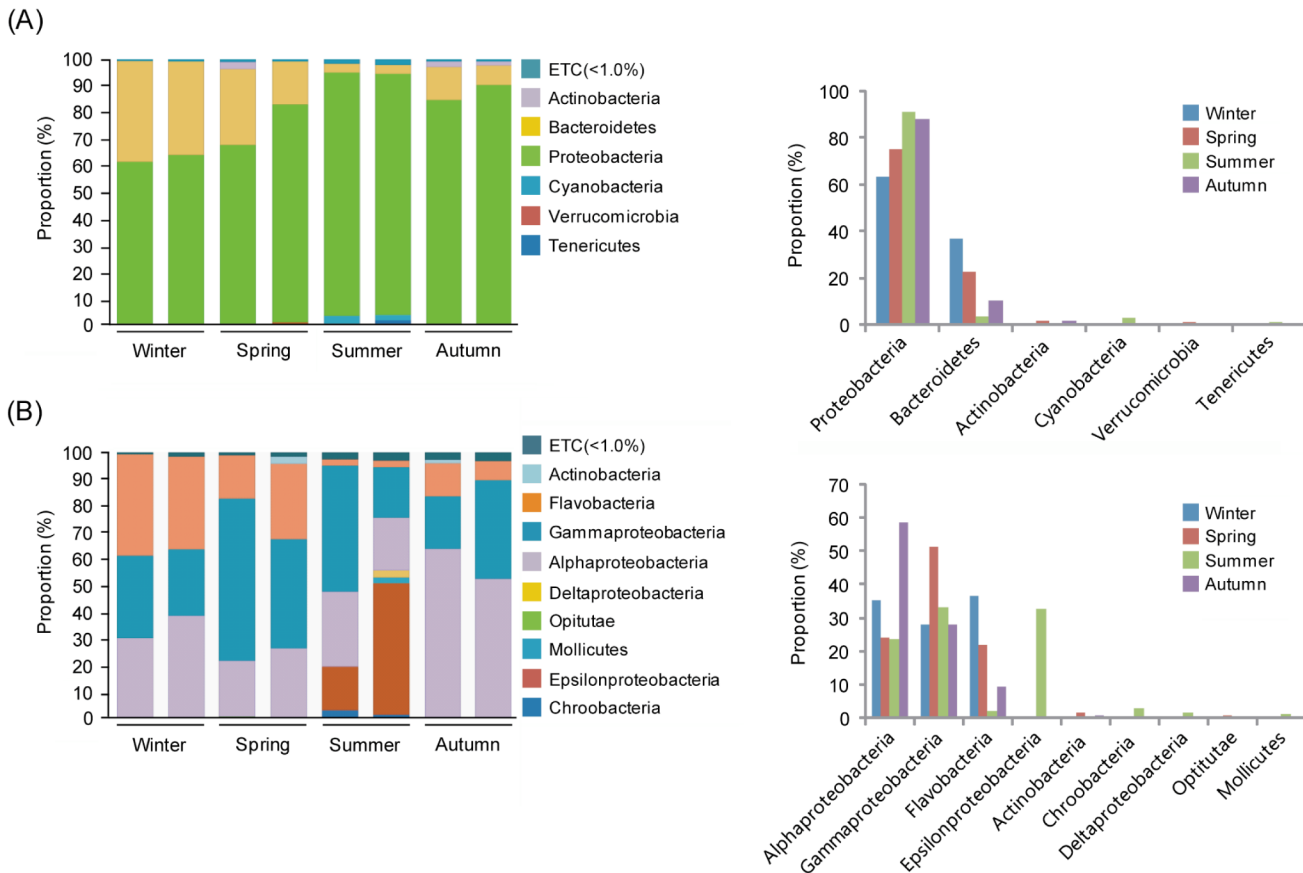 (A)
Proportion (%)
100
90
80
70
60
50
40
30
20
10
0
Winter
Spring
Summer
Autumn
ETC(<1.0%)
Actinobacteria
Bacteroidetes
Proteobacteria
Cyanobacteria
Verrucomicrobia
Tenericutes
Proportion (%)
100
80
60
40
20
0
Winter
Spring
Summer
Autumn
Proteobacteria
Bacteroidetes
Actinobacteria
Cyanobacteria
Verrucomicrobia
Tenericutes
(B)
Proportion (%)
100
90
80
70
60
50
40
30
20
10
0
Winter
Spring
Summer
Autumn
ETC(<1.0%)
Actinobacteria
Flavobacteria
Gammaproteobacteria
Alphaproteobacteria
Deltaproteobacteria
Opitutae
Mollicutes
Epsilonproteobacteria
Chroobacteria
Proportion (%)
70
60
50
40
30
20
10
0
Winter
Spring
Summer
Autumn
Alphaproteobacteria
Gammaproteobacteria
Flavobacteria
Epsilonproteobacteria
Actinobacteria
Chroobacteria
Deltaproteobacteria
Optitutae
Mollicutes